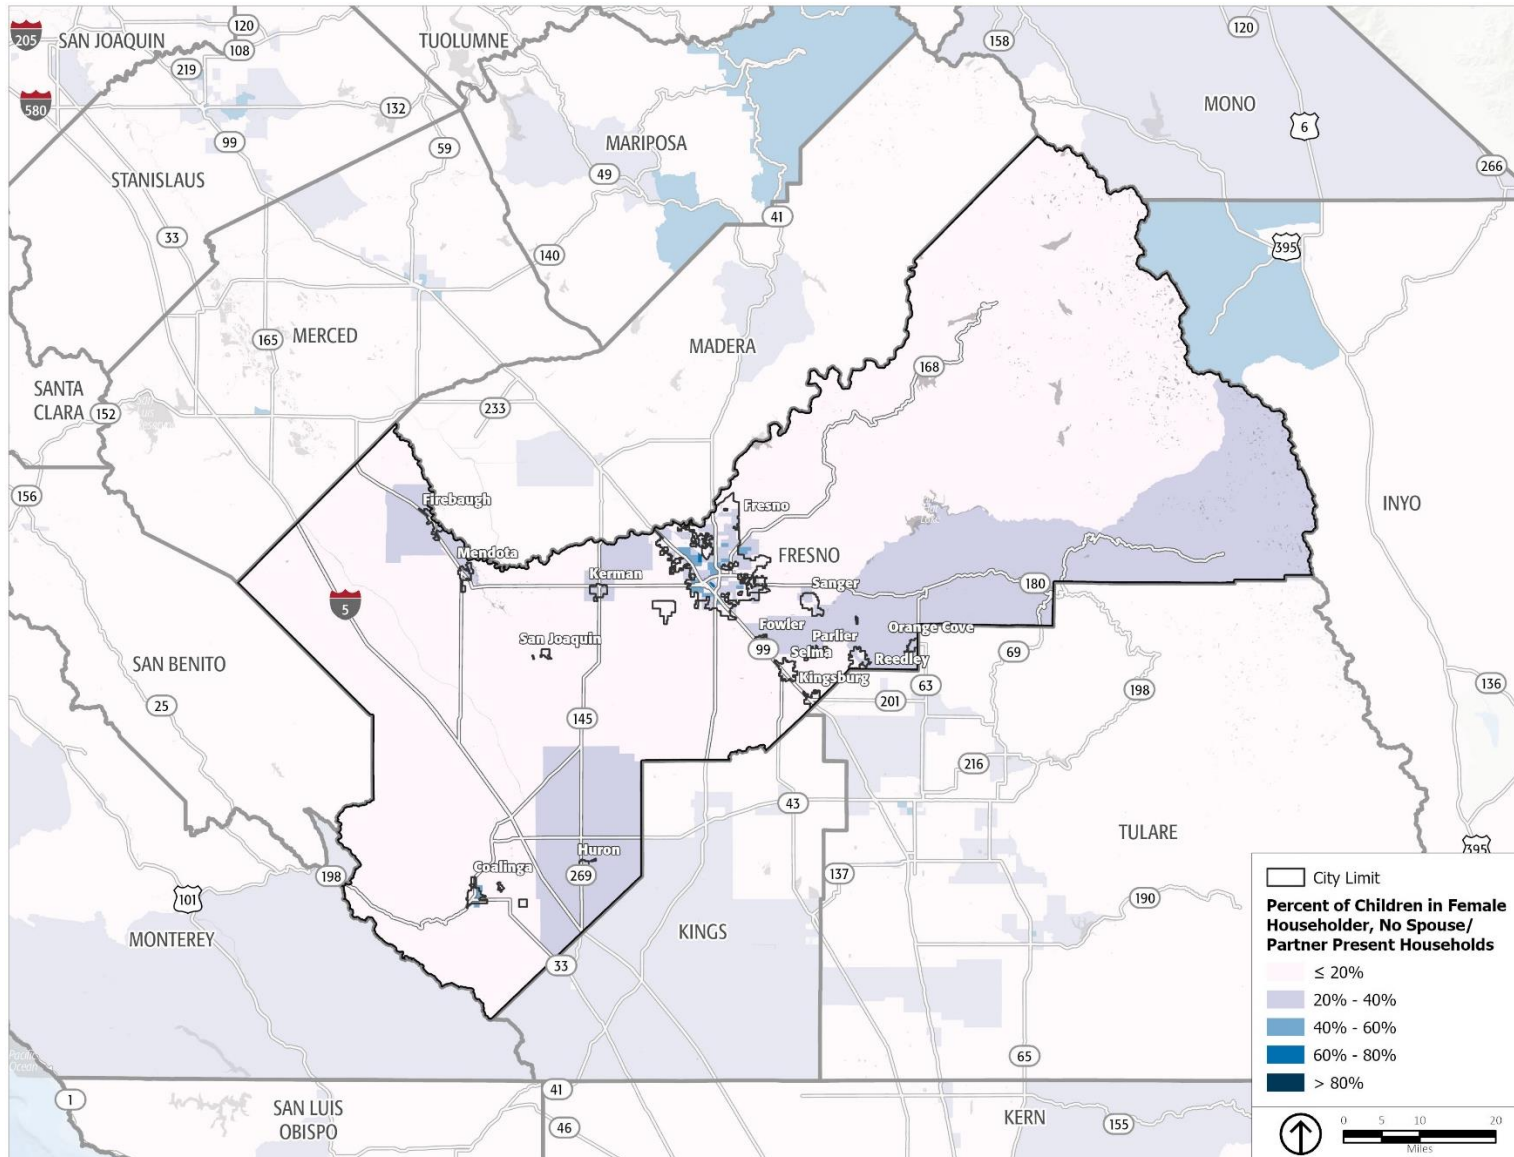 205
SAN JOAQUIN
120
108
TUOLUMNE
158
120
219
580
132
MONO
6
99
59
MARIPOSA
49
266
STANISLAUS
33
41
140
395
165
MERCED
MADERA
168
SANTA
CLARA
152
233
156
Firebaugh
Fresno
INYO
Mendota
FRESNO
Kerman
Sanger
180
5
Fowler
Parlier
Orange Cove
San Joaquin
99
Selma
Reedley
69
SAN BENITO
Kingsburg
63
198
136
201
25
145
216
43
TULARE
395
Huron
Coalinga
198
269
137
101
190
MONTEREY
KINGS
33
65
Pacific
Ocean
1
41
SAN LUIS
OBISPO
46
KERN
155
City Limit
Percent of Children in Female
Householder, No Spouse/
Partner Present Households
≤ 20%
20% - 40%
40% - 60%
60% - 80%
> 80%
0 5 10 20
Miles